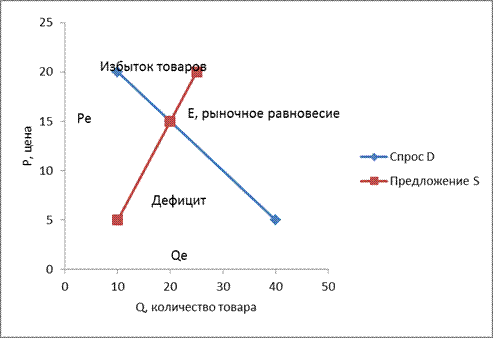 25
20
15
10
5
0
P, цена
Избыток товаров
Pe
E, рыночное равновесие
Дефицит
Qe
0 10 20 30 40 50
Q, количество товара
Спрос D
Предложение S